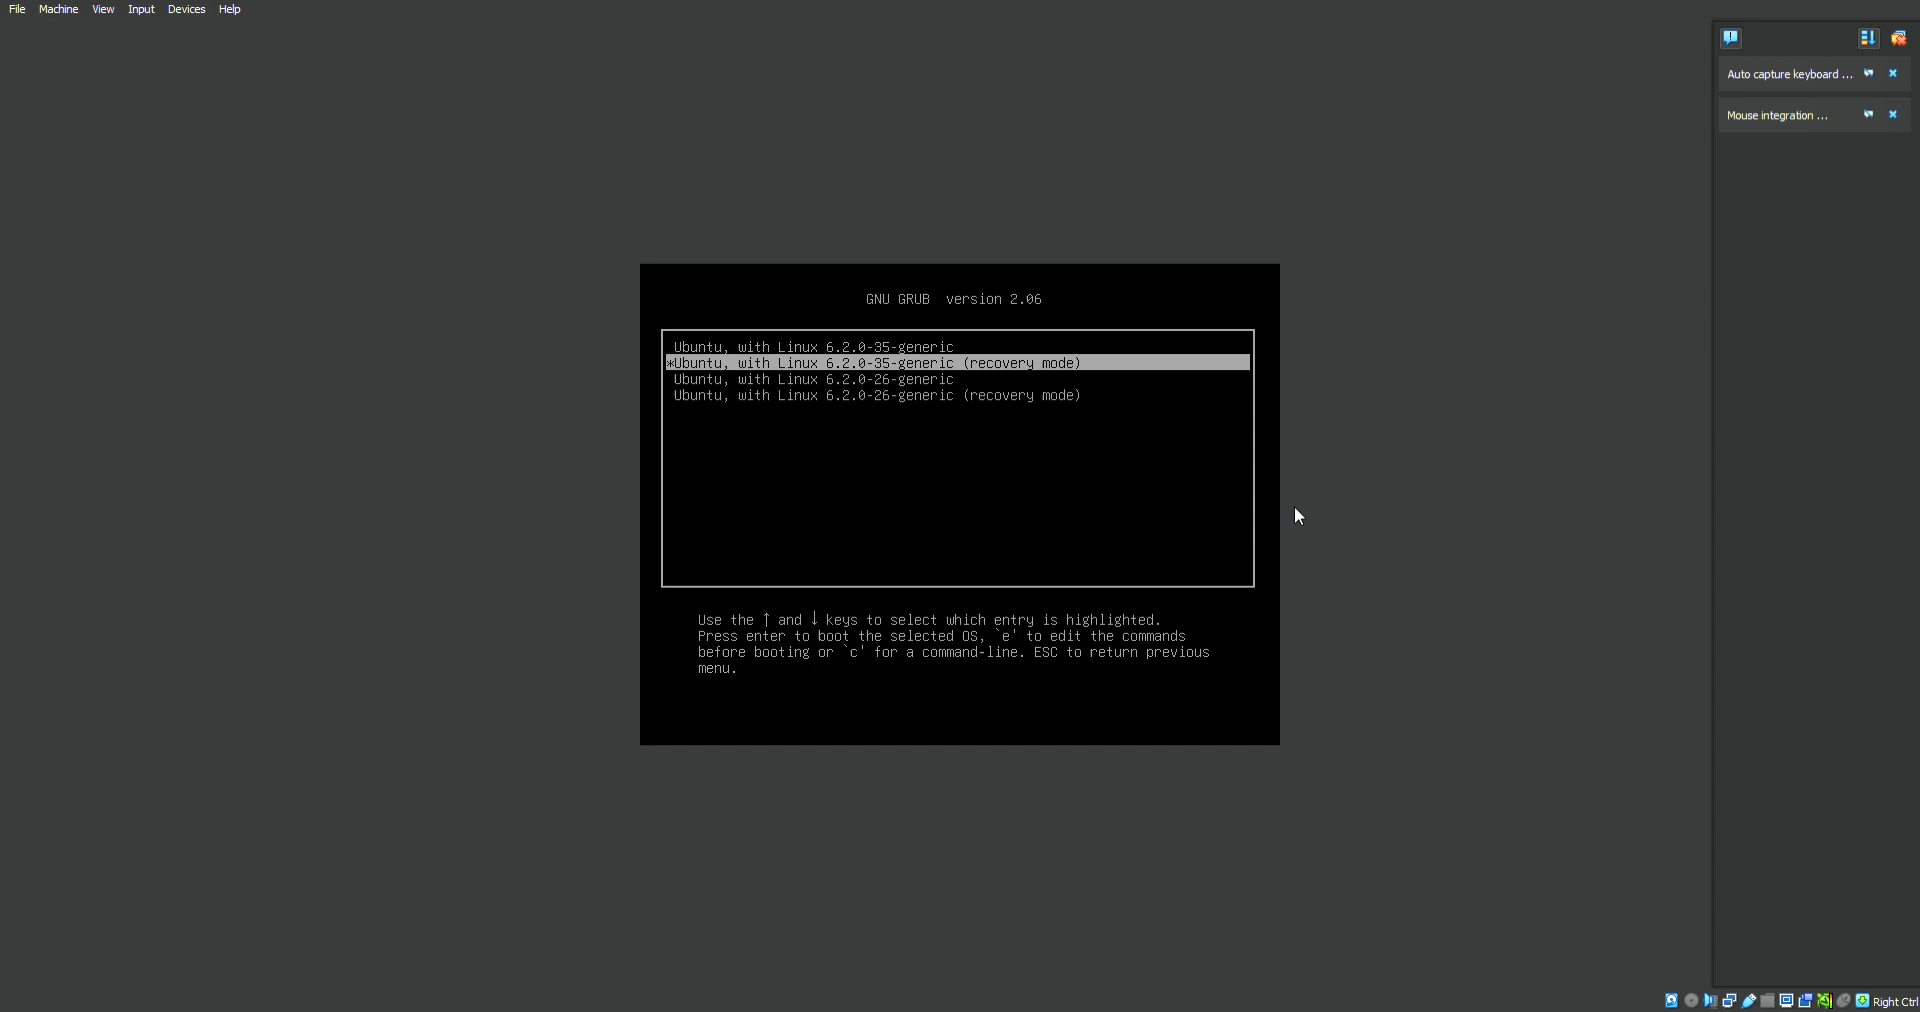 File Machine View Input Devices Help
Auto capture keyboard ...
Mouse integration ...
GNU GRUB version 2.06
Ubuntu, with Linux 6.2.0-35-generic
*Ubuntu, with Linux 6.2.0-35-generic (recovery mode)
Ubuntu, with Linux 6.2.0-26-generic
Ubuntu, with Linux 6.2.0-26-generic (recovery mode)
Use the ↑ and ↓ keys to select which entry is highlighted.
Press enter to boot the selected OS, `e' to edit the commands
before booting or `c' for a command-line. ESC to return previous
menu.
Right Ctrl